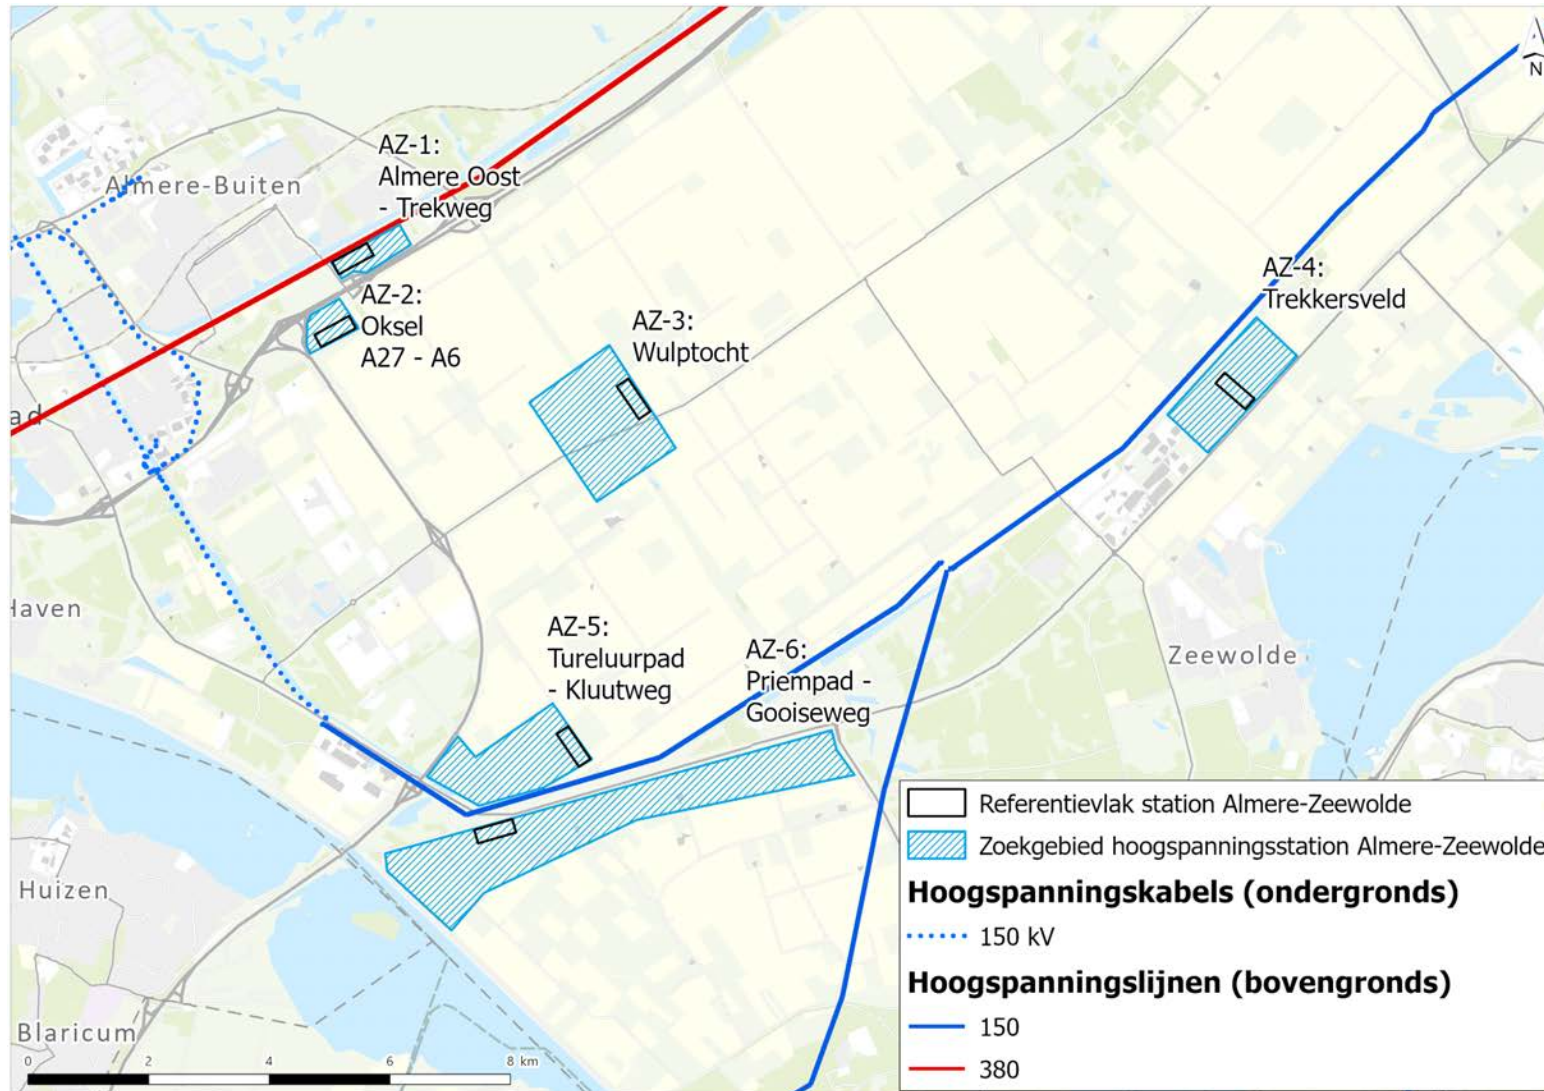 N
AZ-1:
Almere Oost
- Trekweg
Almere-Buiten
AZ-2:
Oksel
A27 - A6
AZ-3:
Wulptocht
AZ-4:
Trekkersveld
ad
Haven
AZ-5:
Tureluurpad
- Kluutweg
AZ-6:
Priempad -
Gooiseweg
Zeewolde
Huizen
Blaricum
0 2 4 6 8 km
Referentievlak station Almere-Zeewolde
Zoekgebied hoogspanningsstation Almere-Zeewolde
Hoogspanningskabels (ondergronds)
150 kV
Hoogspanningslijnen (bovengronds)
150
380